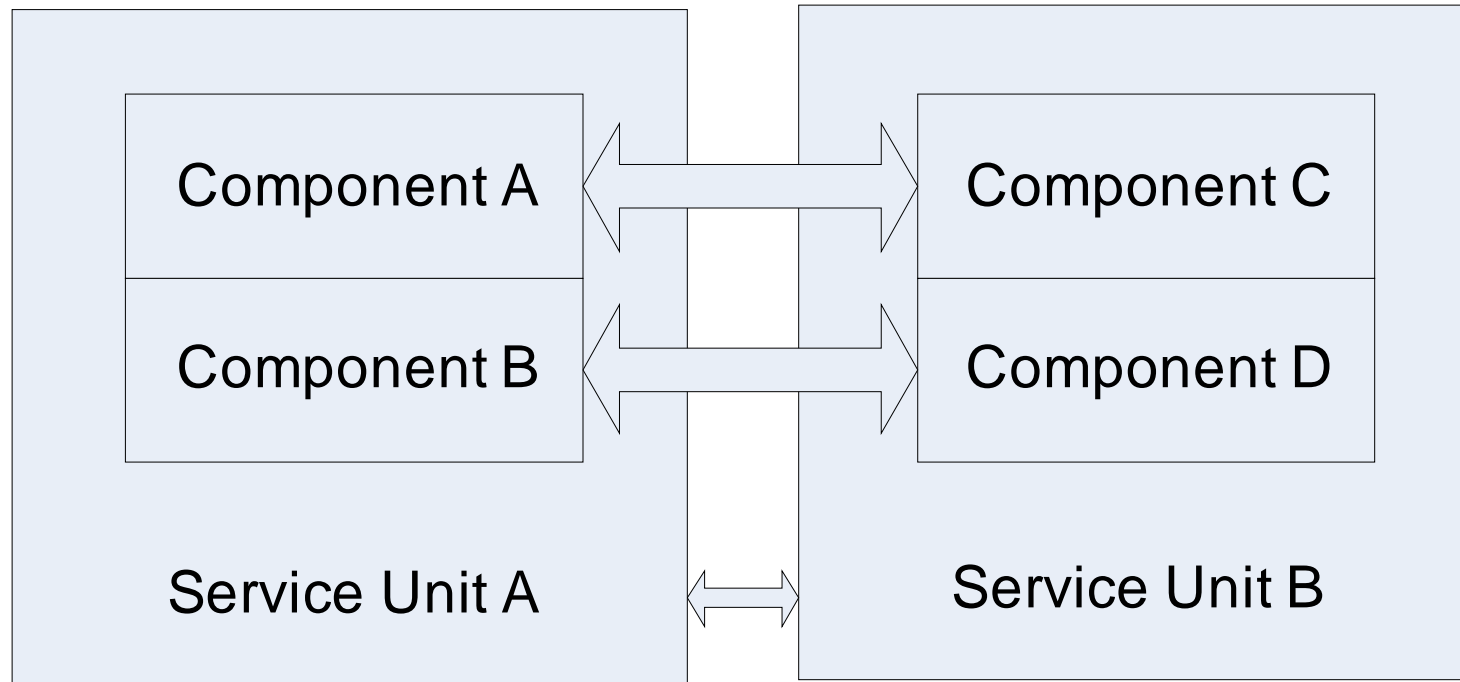 Component A
Component B
Service Unit A
Component C
Component D
Service Unit B